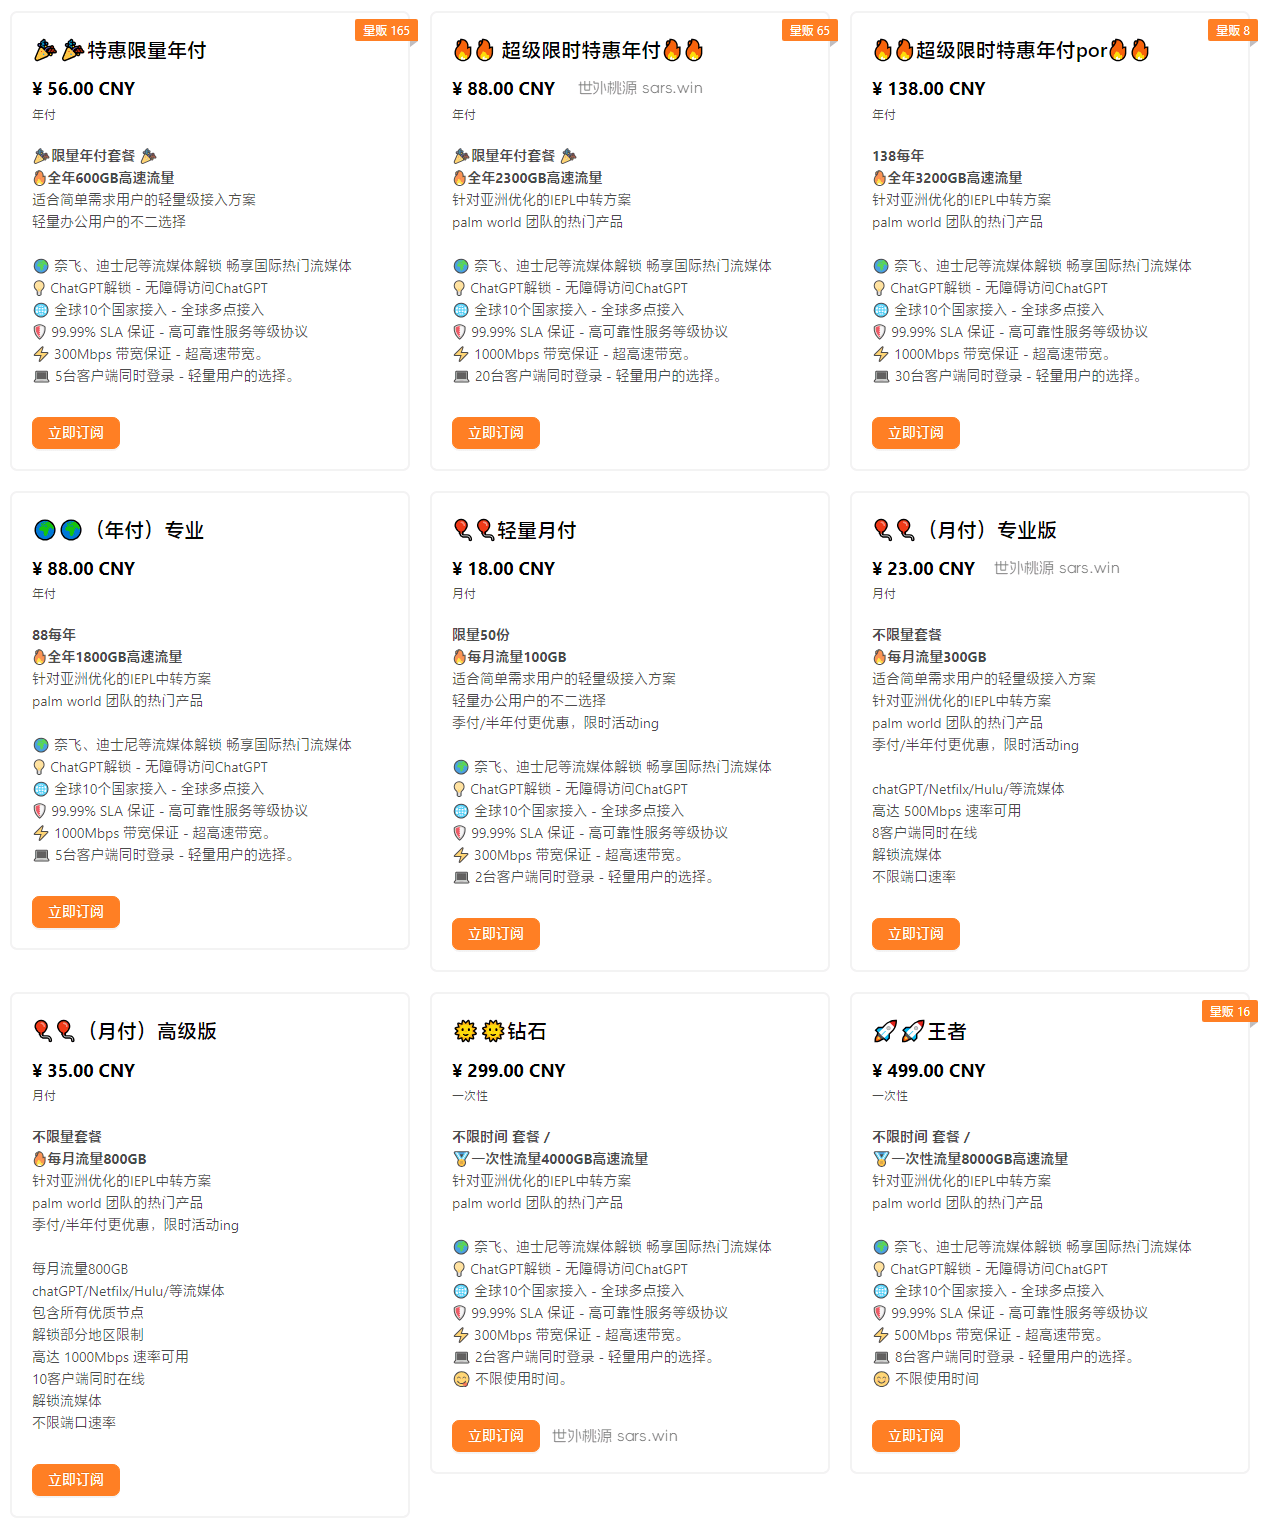 量贩 165
特惠限量年付
¥ 56.00 CNY
年付
限量年付套餐
全年600GB高速流量
适合简单需求用户的轻量级接入方案
轻量办公用户的不二选择
奈飞、迪士尼等流媒体解锁 畅享国际热门流媒体
ChatGPT解锁 - 无障碍访问ChatGPT
全球10个国家接入 - 全球多点接入
99.99% SLA 保证 - 高可靠性服务等级协议
300Mbps 带宽保证 - 超高速带宽。
5台客户端同时登录 - 轻量用户的选择。
立即订阅
量贩 65
超级限时特惠年付
¥ 88.00 CNY
世外桃源 sars.win
年付
限量年付套餐
全年2300GB高速流量
针对亚洲优化的IEPL中转方案
palm world 团队的热门产品
奈飞、迪士尼等流媒体解锁 畅享国际热门流媒体
ChatGPT解锁 - 无障碍访问ChatGPT
全球10个国家接入 - 全球多点接入
99.99% SLA 保证 - 高可靠性服务等级协议
1000Mbps 带宽保证 - 超高速带宽。
20台客户端同时登录 - 轻量用户的选择。
立即订阅
量贩 8
超级限时特惠年付por
¥ 138.00 CNY
年付
138每年
全年3200GB高速流量
针对亚洲优化的IEPL中转方案
palm world 团队的热门产品
奈飞、迪士尼等流媒体解锁 畅享国际热门流媒体
ChatGPT解锁 - 无障碍访问ChatGPT
全球10个国家接入 - 全球多点接入
99.99% SLA 保证 - 高可靠性服务等级协议
1000Mbps 带宽保证 - 超高速带宽。
30台客户端同时登录 - 轻量用户的选择。
立即订阅
（年付）专业
¥ 88.00 CNY
年付
88每年
全年1800GB高速流量
针对亚洲优化的IEPL中转方案
palm world 团队的热门产品
奈飞、迪士尼等流媒体解锁 畅享国际热门流媒体
ChatGPT解锁 - 无障碍访问ChatGPT
全球10个国家接入 - 全球多点接入
99.99% SLA 保证 - 高可靠性服务等级协议
1000Mbps 带宽保证 - 超高速带宽。
5台客户端同时登录 - 轻量用户的选择。
立即订阅
轻量月付
¥ 18.00 CNY
月付
限量50份
每月流量100GB
适合简单需求用户的轻量级接入方案
轻量办公用户的不二选择
季付/半年付更优惠，限时活动ing
奈飞、迪士尼等流媒体解锁 畅享国际热门流媒体
ChatGPT解锁 - 无障碍访问ChatGPT
全球10个国家接入 - 全球多点接入
99.99% SLA 保证 - 高可靠性服务等级协议
300Mbps 带宽保证 - 超高速带宽。
2台客户端同时登录 - 轻量用户的选择。
立即订阅
（月付）专业版
¥ 23.00 CNY
世外桃源 sars.win
月付
不限量套餐
每月流量300GB
适合简单需求用户的轻量级接入方案
针对亚洲优化的IEPL中转方案
palm world 团队的热门产品
季付/半年付更优惠，限时活动ing
chatGPT/Netfilx/Hulu/等流媒体
高达 500Mbps 速率可用
8客户端同时在线
解锁流媒体
不限端口速率
立即订阅
（月付）高级版
¥ 35.00 CNY
月付
不限量套餐
每月流量800GB
针对亚洲优化的IEPL中转方案
palm world 团队的热门产品
季付/半年付更优惠，限时活动ing
每月流量800GB
chatGPT/Netfilx/Hulu/等流媒体
包含所有优质节点
解锁部分地区限制
高达 1000Mbps 速率可用
10客户端同时在线
解锁流媒体
不限端口速率
立即订阅
钻石
¥ 299.00 CNY
一次性
不限时间 套餐 /
一次性流量4000GB高速流量
针对亚洲优化的IEPL中转方案
palm world 团队的热门产品
奈飞、迪士尼等流媒体解锁 畅享国际热门流媒体
ChatGPT解锁 - 无障碍访问ChatGPT
全球10个国家接入 - 全球多点接入
99.99% SLA 保证 - 高可靠性服务等级协议
300Mbps 带宽保证 - 超高速带宽。
2台客户端同时登录 - 轻量用户的选择。
不限使用时间。
立即订阅
世外桃源 sars.win
量贩 16
王者
¥ 499.00 CNY
一次性
不限时间 套餐 /
一次性流量8000GB高速流量
针对亚洲优化的IEPL中转方案
palm world 团队的热门产品
奈飞、迪士尼等流媒体解锁 畅享国际热门流媒体
ChatGPT解锁 - 无障碍访问ChatGPT
全球10个国家接入 - 全球多点接入
99.99% SLA 保证 - 高可靠性服务等级协议
500Mbps 带宽保证 - 超高速带宽。
8台客户端同时登录 - 轻量用户的选择。
不限使用时间
立即订阅